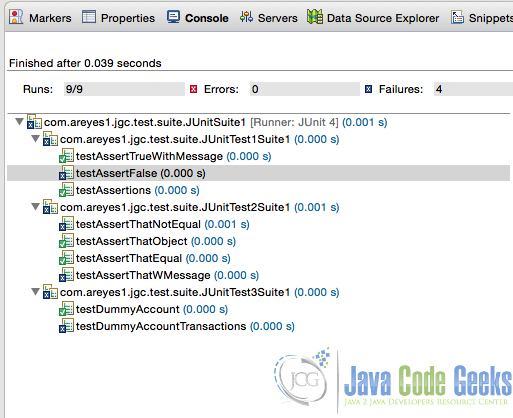 Markers Properties Console Servers Data Source Explorer Snippets
Finished after 0.039 seconds
Runs: 9/9 Errors: 0 Failures: 4
com.areyes1.jgc.test.suite.JUnitSuite1 [Runner: JUnit 4] (0.001 s)
com.areyes1.jgc.test.suite.JUnitTest1Suite1 (0.000 s)
testAssertTrueWithMessage (0.000 s)
testAssertFalse (0.000 s)
testAssertions (0.000 s)
com.areyes1.jgc.test.suite.JUnitTest2Suite1 (0.001 s)
testAssertThatNotEqual (0.001 s)
testAssertThatObject (0.000 s)
testAssertThatEqual (0.000 s)
testAssertThatWMessage (0.000 s)
com.areyes1.jgc.test.suite.JUnitTest3Suite1 (0.000 s)
testDummyAccount (0.000 s)
testDummyAccountTransactions (0.000 s)
JCG Java Code Geeks
Java 2 Java Developers Resource Center